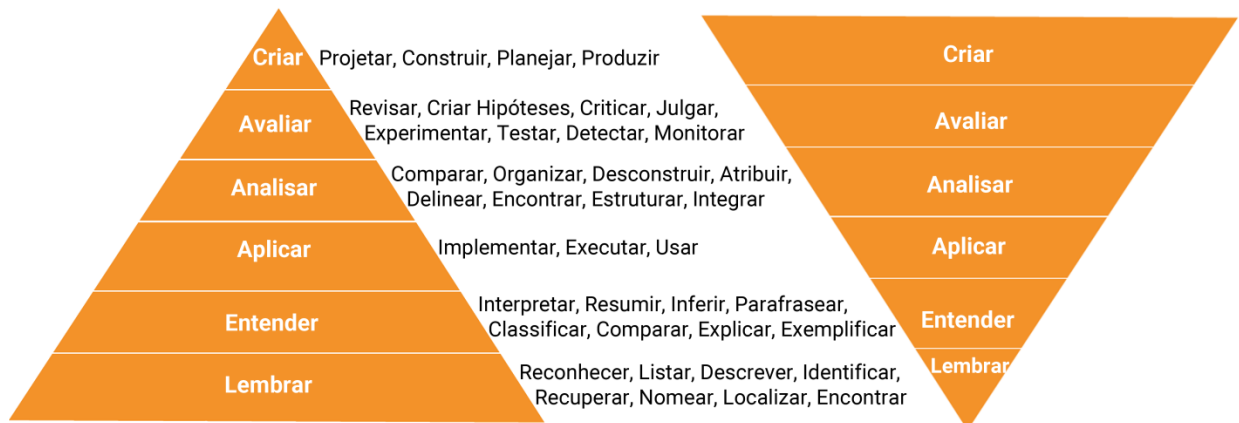 Criar
Projetar, Construir, Planejar, Produzir
Criar
Avaliar
Revisar, Criar Hipóteses, Criticar, Julgar,
Experimentar, Testar, Detectar, Monitorar
Avaliar
Analisar
Comparar, Organizar, Desconstruir, Atribuir,
Delinear, Encontrar, Estruturar, Integrar
Analisar
Aplicar
Implementar, Executar, Usar
Aplicar
Entender
Interpretar, Resumir, Inferir, Parafrasear,
Classificar, Comparar, Explicar, Exemplificar
Entender
Lembrar
Reconhecer, Listar, Descrever, Identificar,
Recuperar, Nomear, Localizar, Encontrar
Lembrar